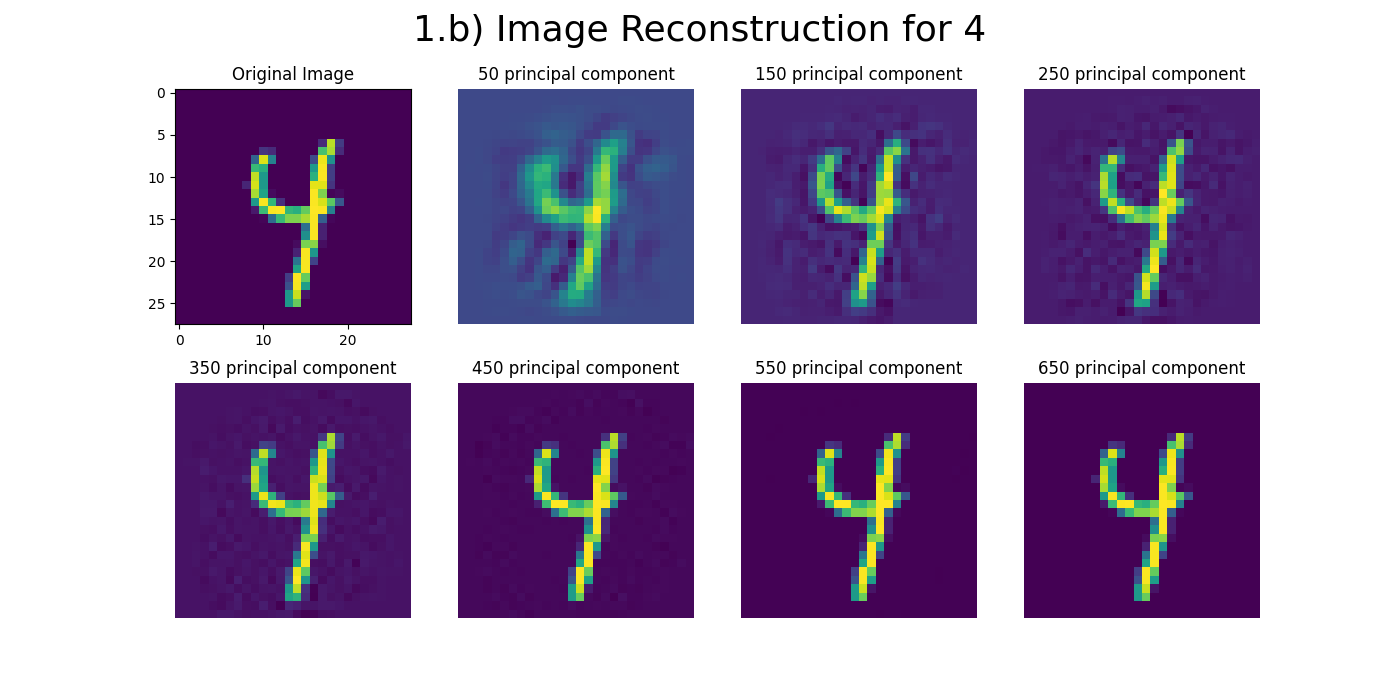 1.b) Image Reconstruction for 4
Original Image
50 principal component
150 principal component
250 principal component
0
5
10
15
20
25
0 10 20
350 principal component
450 principal component
550 principal component
650 principal component